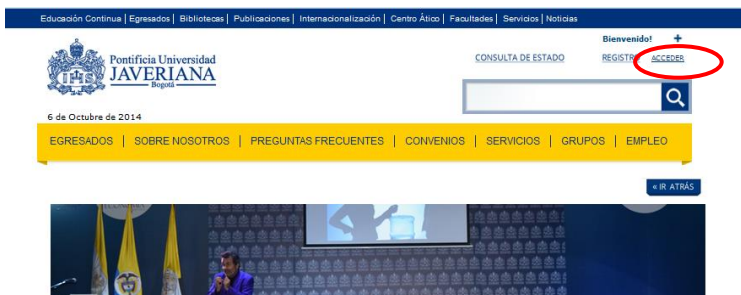 Educación Continua | Egresados | Bibliotecas | Publicaciones | Internacionalización | Centro Ático | Facultades | Servicios | Noticias
Bienvenido! +
CONSULTA DE ESTADO REGISTRO ACCEDER
Pontificia Universidad
JAVERIANA
Bogotá
6 de Octubre de 2014
EGRESADOS | SOBRE NOSOTROS | PREGUNTAS FRECUENTES | CONVENIOS | SERVICIOS | GRUPOS | EMPLEO
« IR ATRÁS